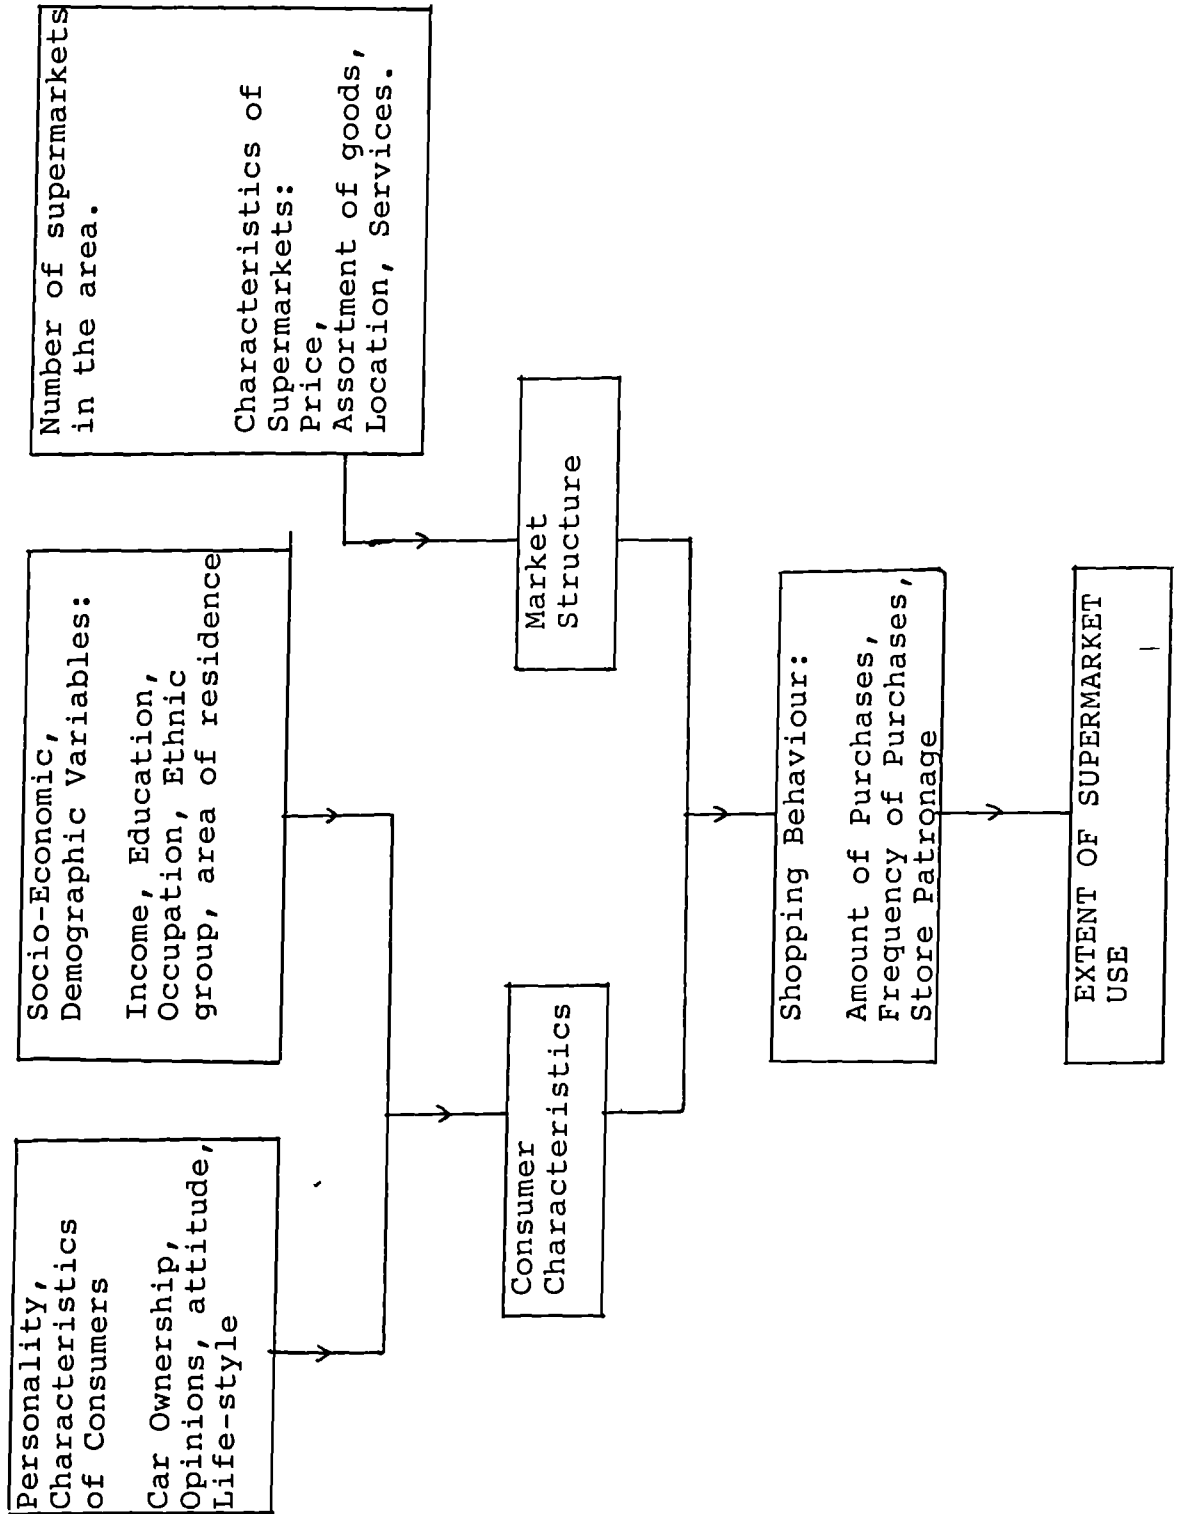 Personality,
Characteristics
of Consumers
Car Ownership,
Opinions, attitude,
Life-style
Socio-Economic,
Demographic Variables:
Income, Education,
Occupation, Ethnic
group, area of residence
Number of supermarkets
in the area.
Characteristics of
Supermarkets:
Price,
Assortment of goods,
Location, Services.
Consumer
Characteristics
Market
Structure
Shopping Behaviour:
Amount of Purchases,
Frequency of Purchases,
Store Patronage
EXTENT OF SUPERMARKET
USE